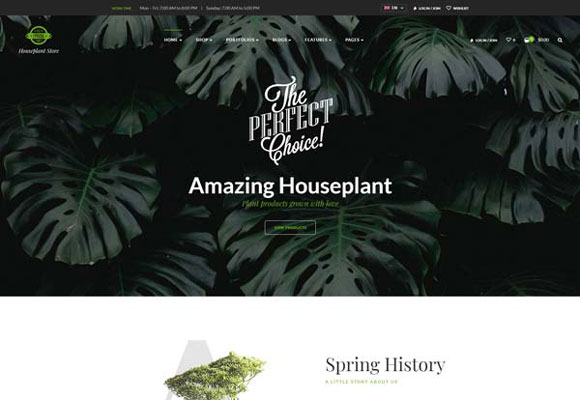 WORK TIME Mon - Fri: 7:00 AM to 8:00 PM | Sunday: 7:00 AM to 5:00 PM
EN LOG IN / JOIN WISHLIST
Houseplant Store
HOME SHOP PORTFOLIOS BLOGS FEATURES PAGES
LOG IN / JOIN 0 $0.00
The
PERFECT
Choice!
Amazing Houseplant
Plant products grown with love
VIEW PRODUCTS
A
Spring History
A LITTLE STORY ABOUT US